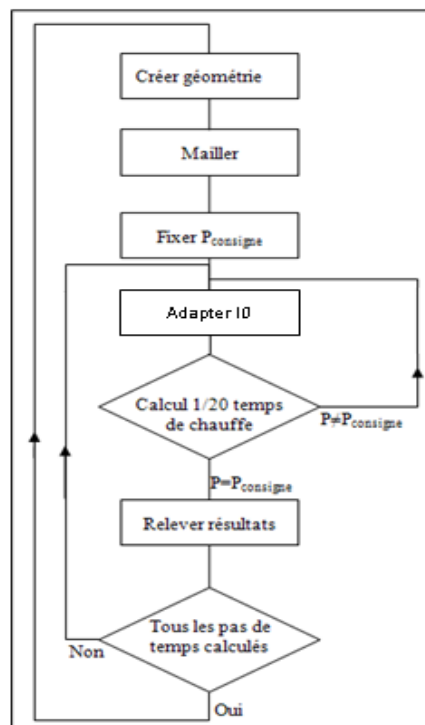 Créer géométrie
Mailler
Fixer Pconsigne
Adapter I0
Calcul 1/20 temps
de chauffe
P≠Pconsigne
P=Pconsigne
Relever résultats
Tous les pas de
temps calculés
Non
Oui